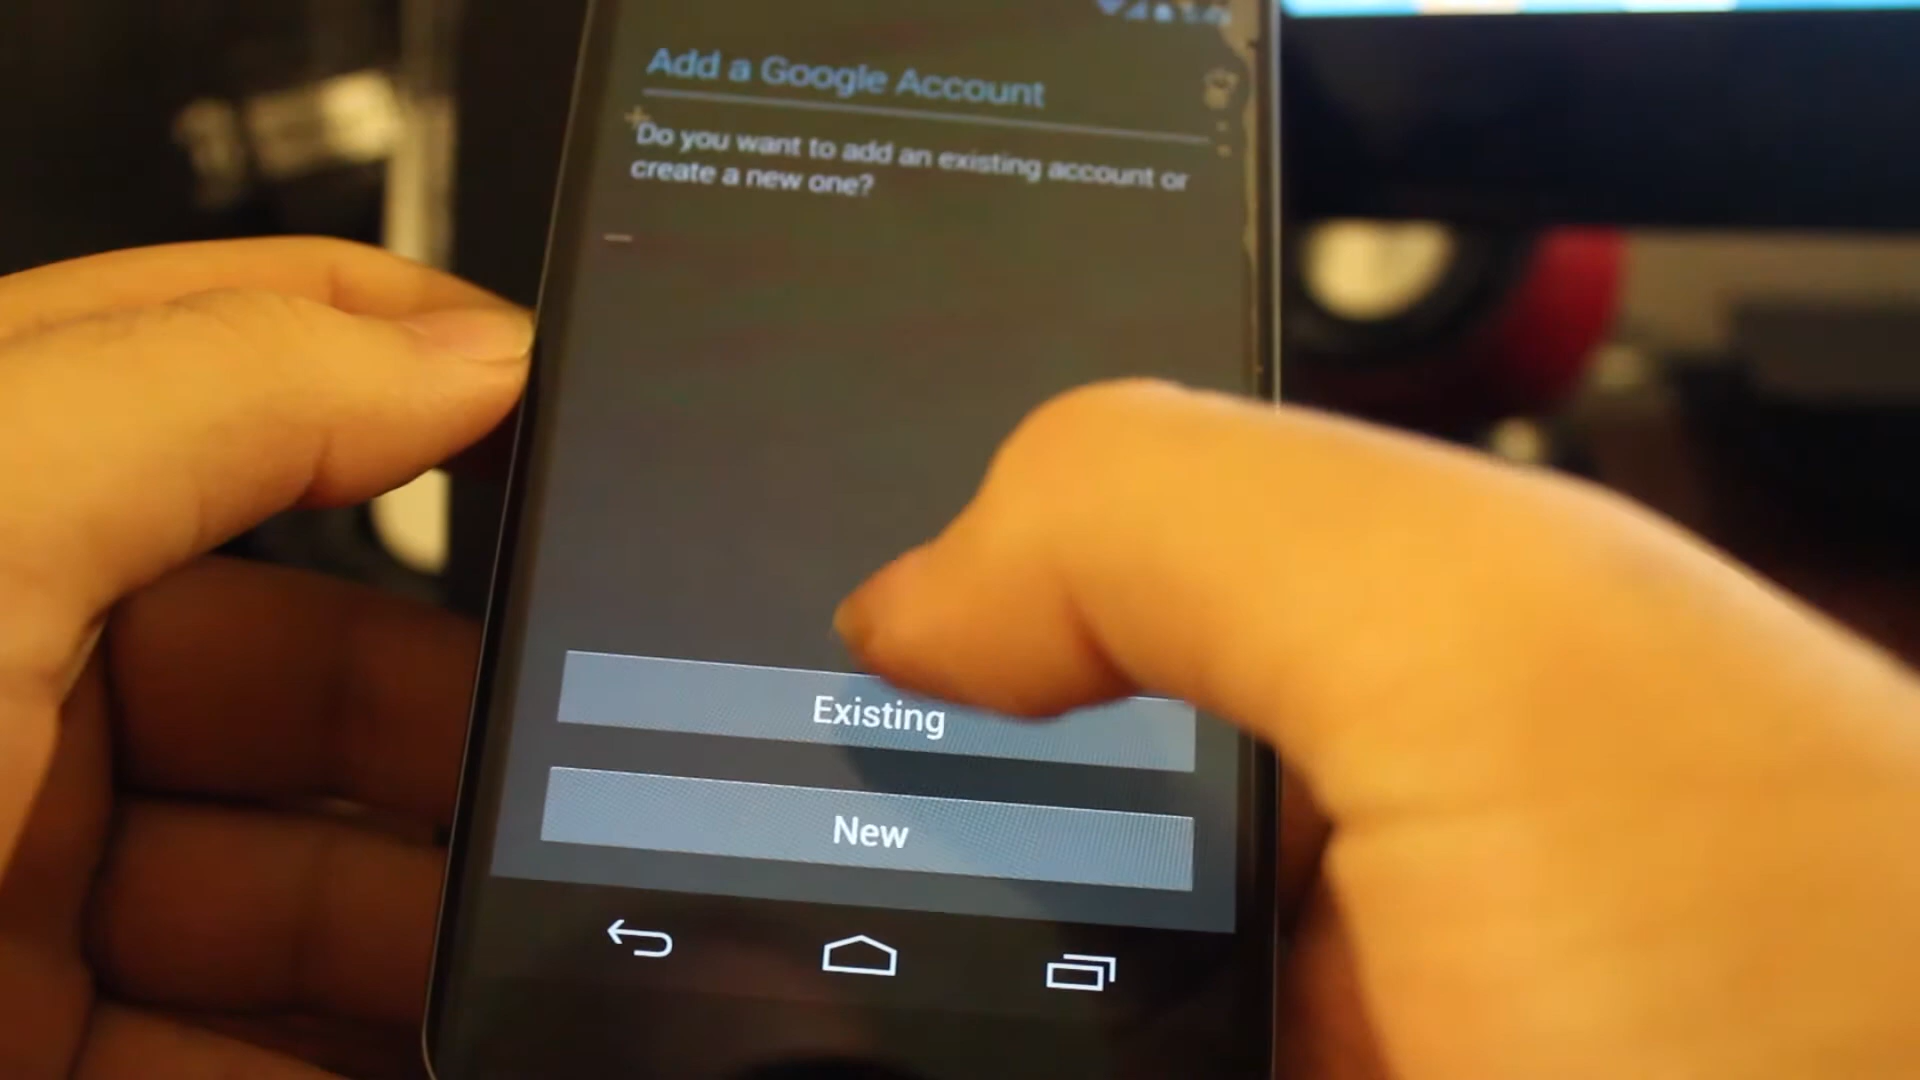 Add a Google Account
Do you want to add an existing account or
create a new one?
Existing
New